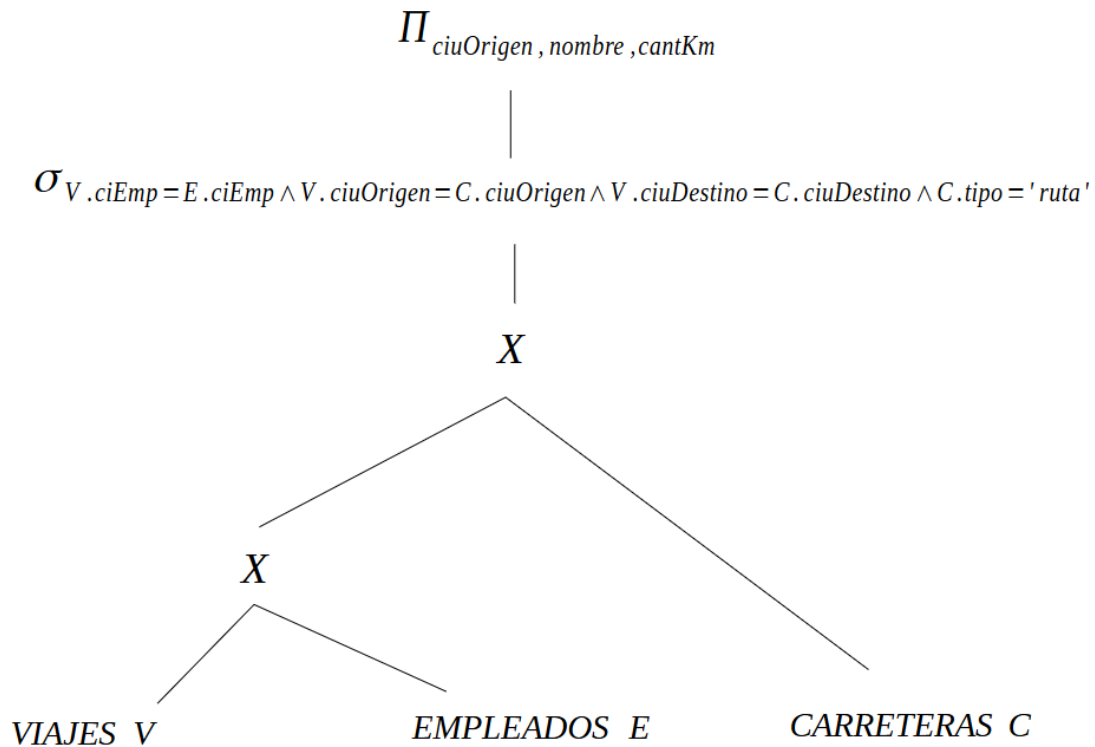 Π ciuOrigen , nombre , cantKm
σ V .ciEmp = E .ciEmp ∧ V . ciuOrigen = C . ciuOrigen ∧ V .ciuDestino = C . ciuDestino ∧ C .tipo = ' ruta '
X
X
VIAJES V EMPLEADOS E CARRETERAS C